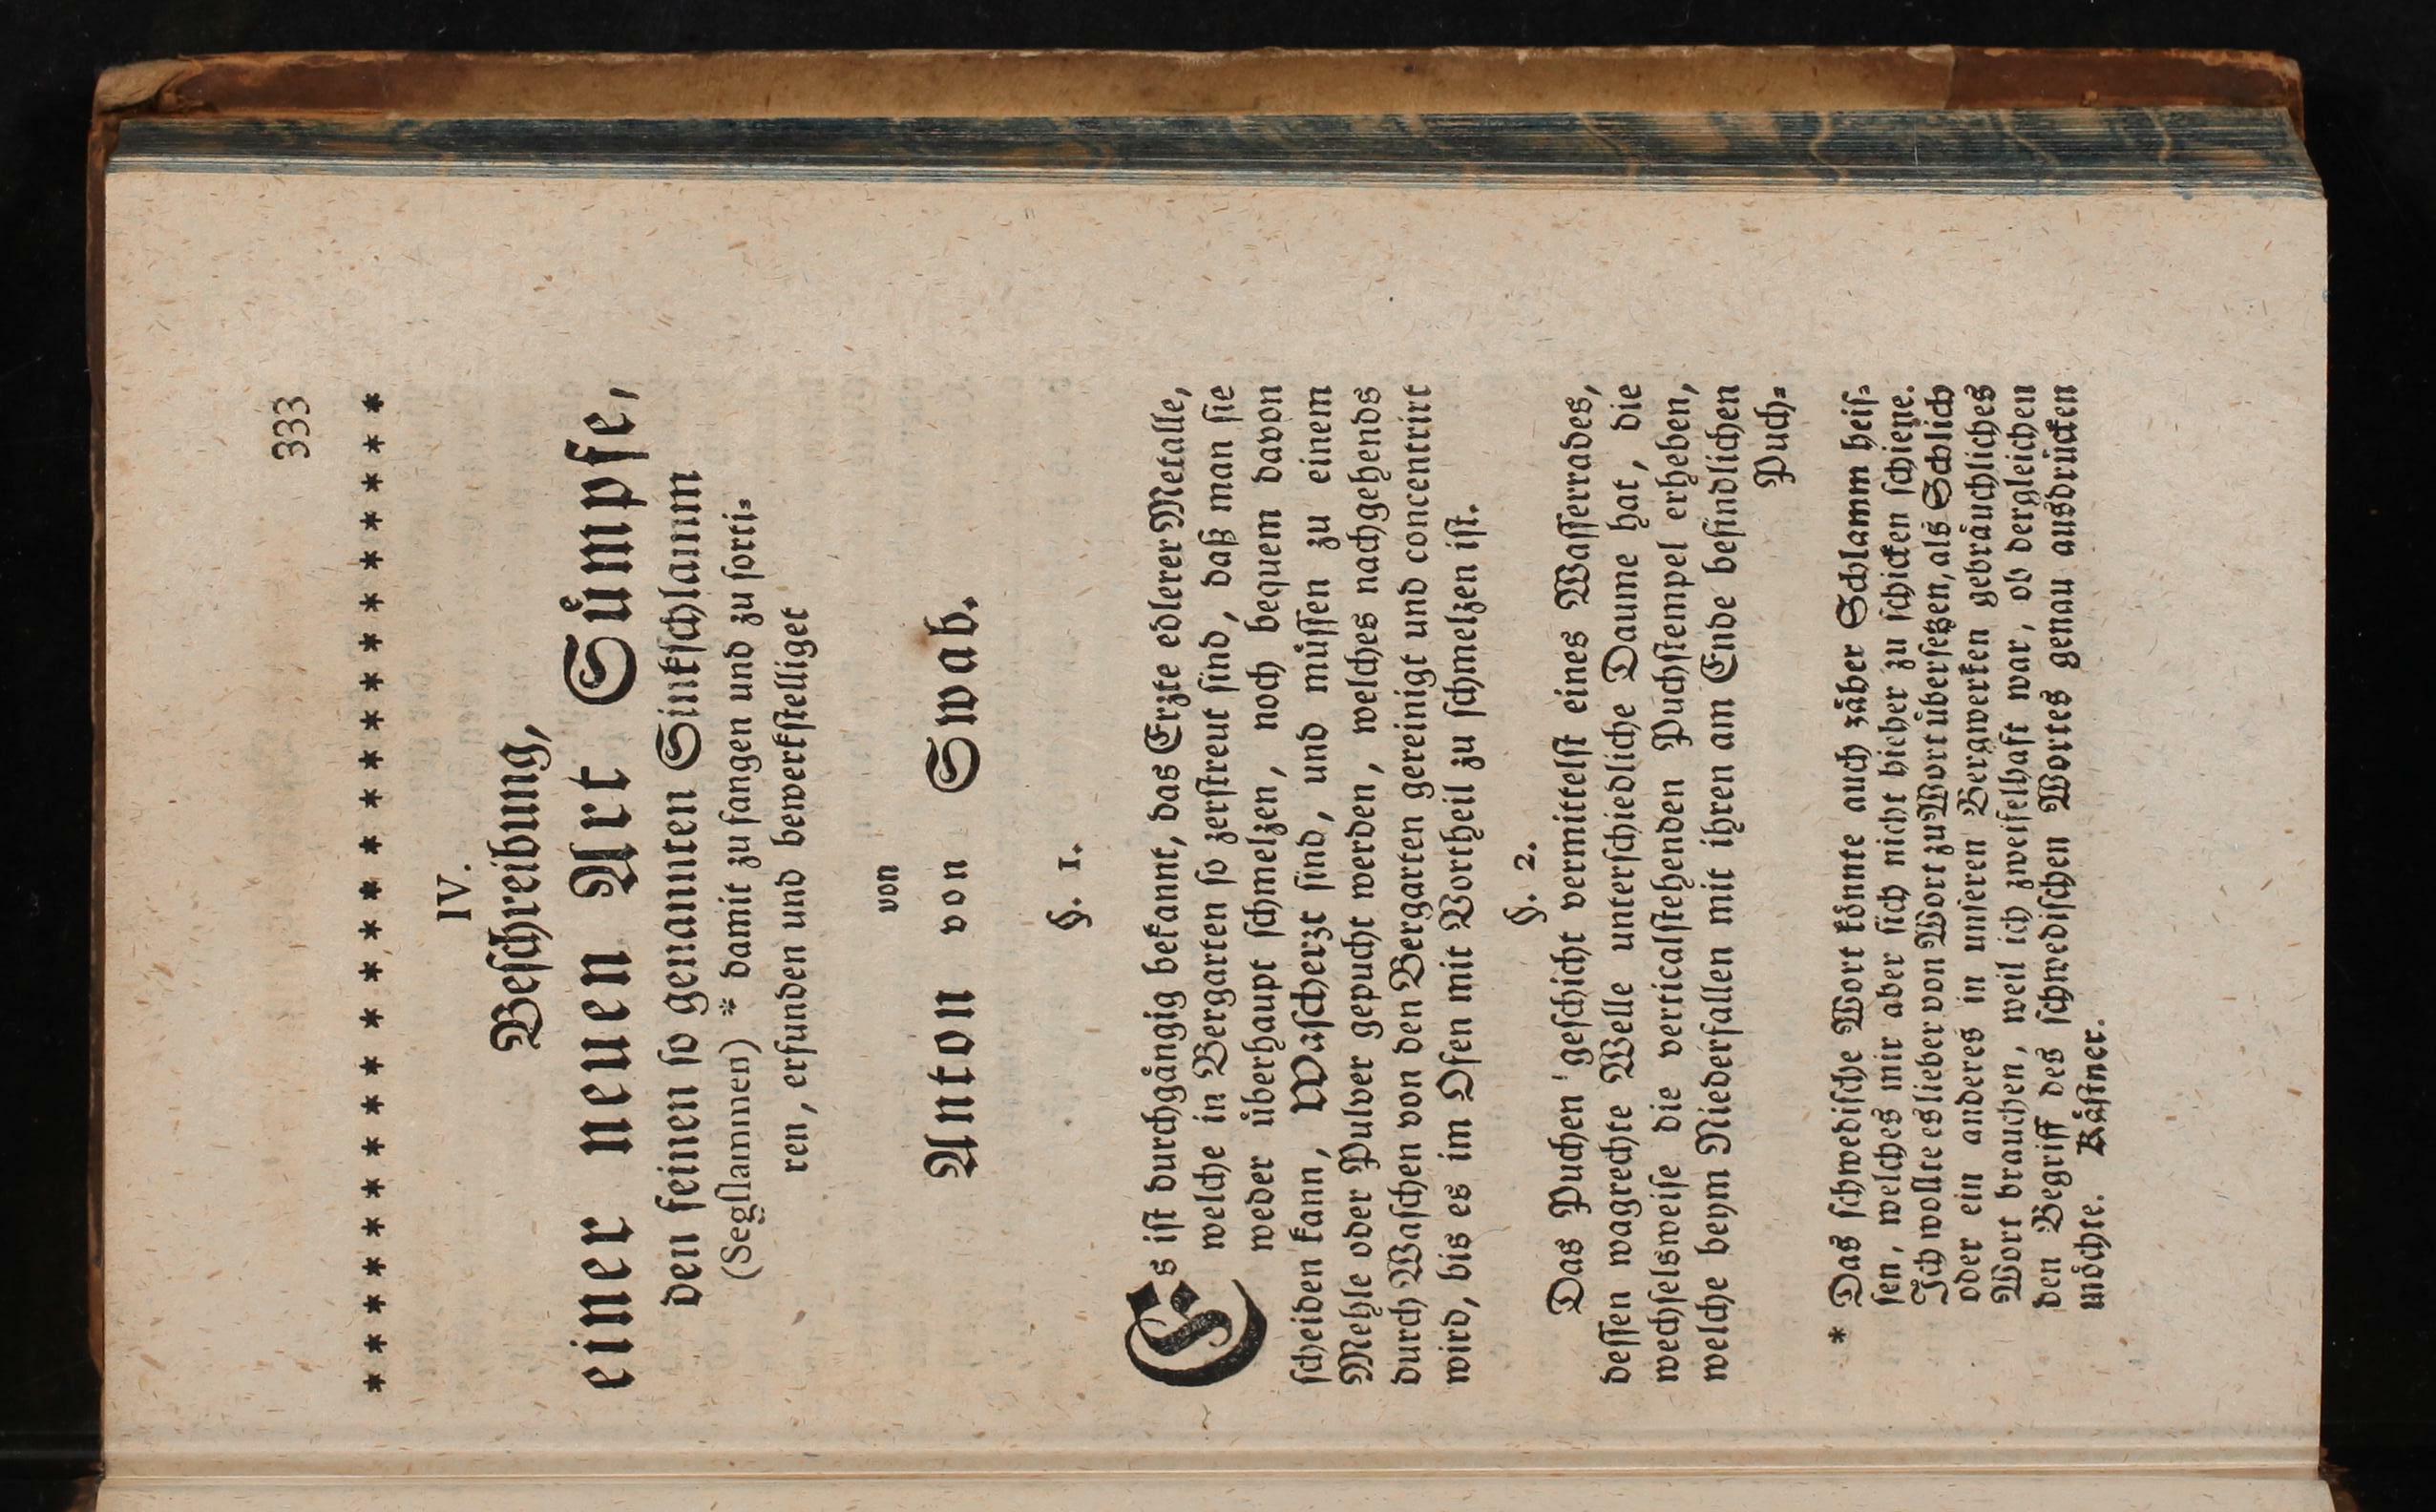 333
* * * * * * * * * * * * * * * * * * * * * * * * *
IV.
Beschreibung,
einer neuen Art Sümpfe,
den feinen so genannten Sinkschlamm
(Segslammen) * damit zu fangen und zu sorti-
ren, erfunden und bewerkstelliget
von
Anton von Swab.
§. 1.
Es ist durchgängig bekannt, das Erzte edlerer Metalle,
welche in Bergarten so zerstreut sind, daß man sie
weder überhaupt schmelzen, noch bequem davon
scheiden kann, Wascherzt sind, und müssen zu einem
Mehle oder Pulver gepucht werden, welches nachgehends
durch Waschen von den Bergarten gereinigt und concentrirt
wird, bis es im Ofen mit Vortheil zu schmelzen ist.
§. 2.
Das Puchen geschicht vermittelst eines Wasserrades,
dessen wagrechte Welle unterschiedliche Daume hat, die
wechselsweise die verticalstehenden Puchstempel erheben,
welche beym Niederfallen mit ihren am Ende befindlichen
Puch-
* Das schwedische Wort könnte auch zäher Schlamm heis-
sen, welches mir aber sich nicht hieher zu schicken schiene.
Ich wollte es lieber von Wort zu Wort übersetzen, als Schlich
oder ein anderes in unseren Bergwerken gebräuchliches
Wort brauchen, weil ich zweifelhaft war, ob dergleichen
den Begriff des schwedischen Wortes genau ausdrücken
möchte. Kästner.